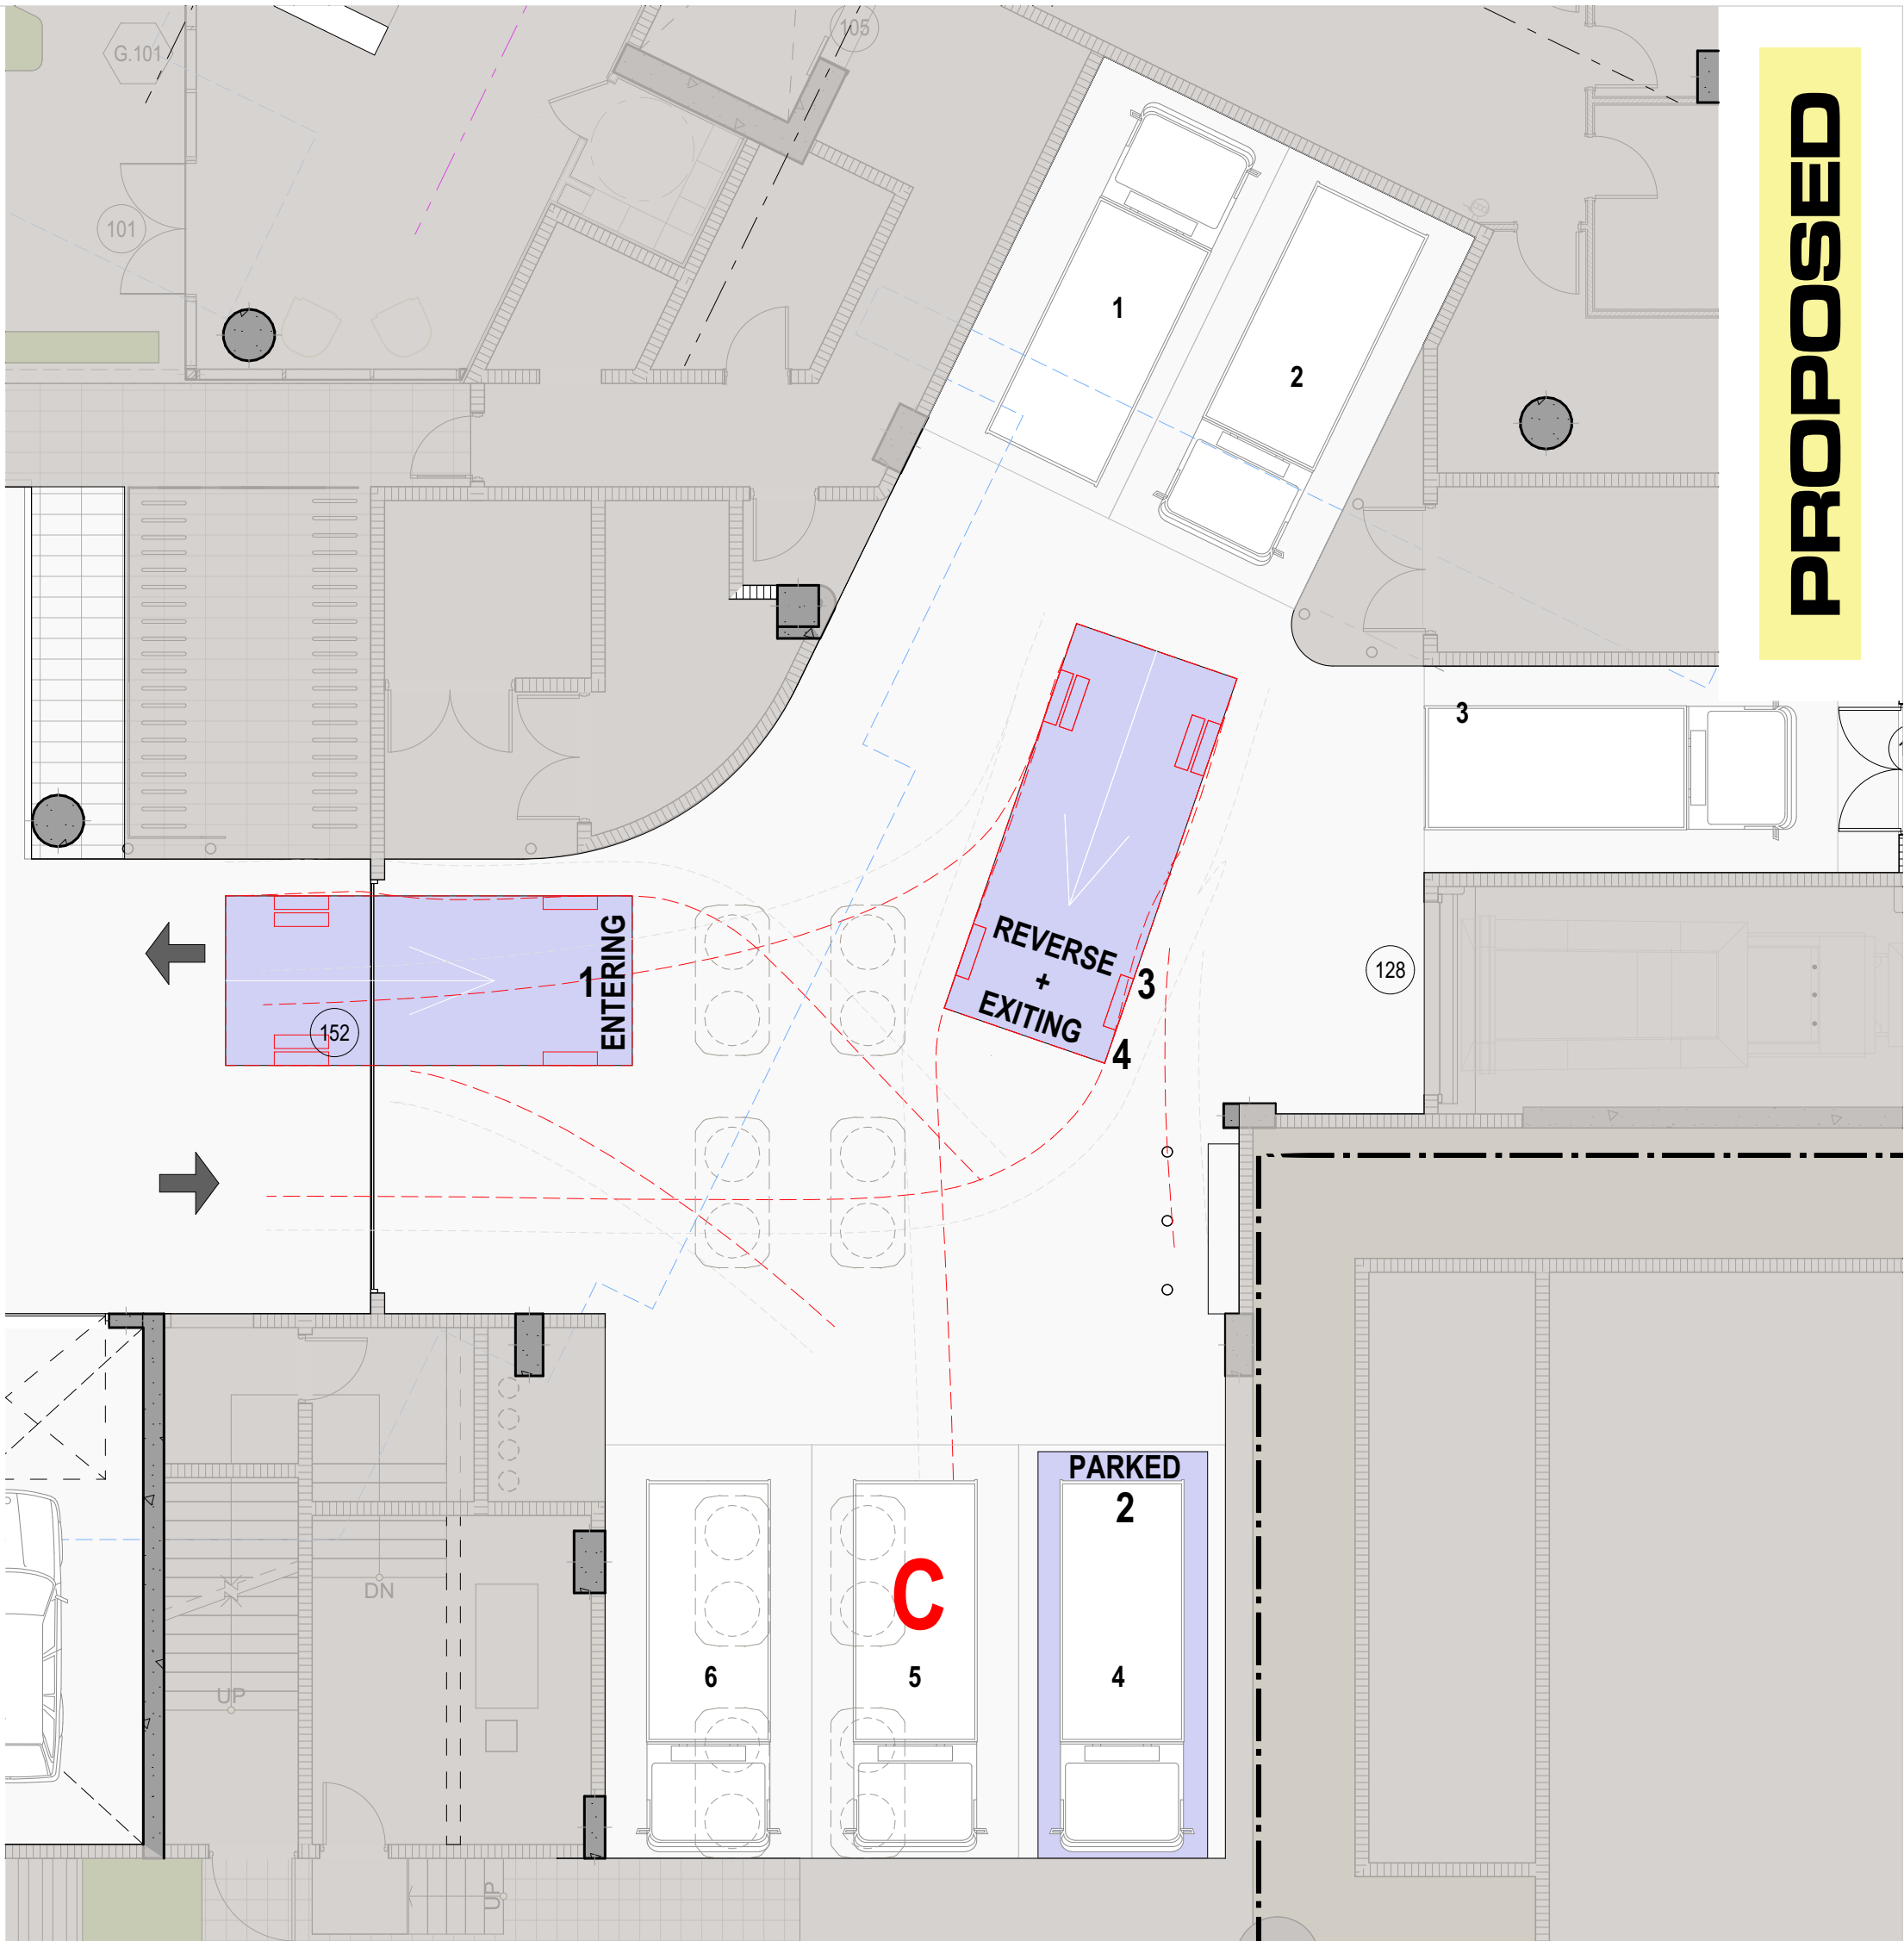 G.101
105
PROPOSED
101
1
2
3
1
ENTERING
152
REVERSE
+
EXITING
3
4
128
PARKED
2
C
6
5
4
DN
UP
UP